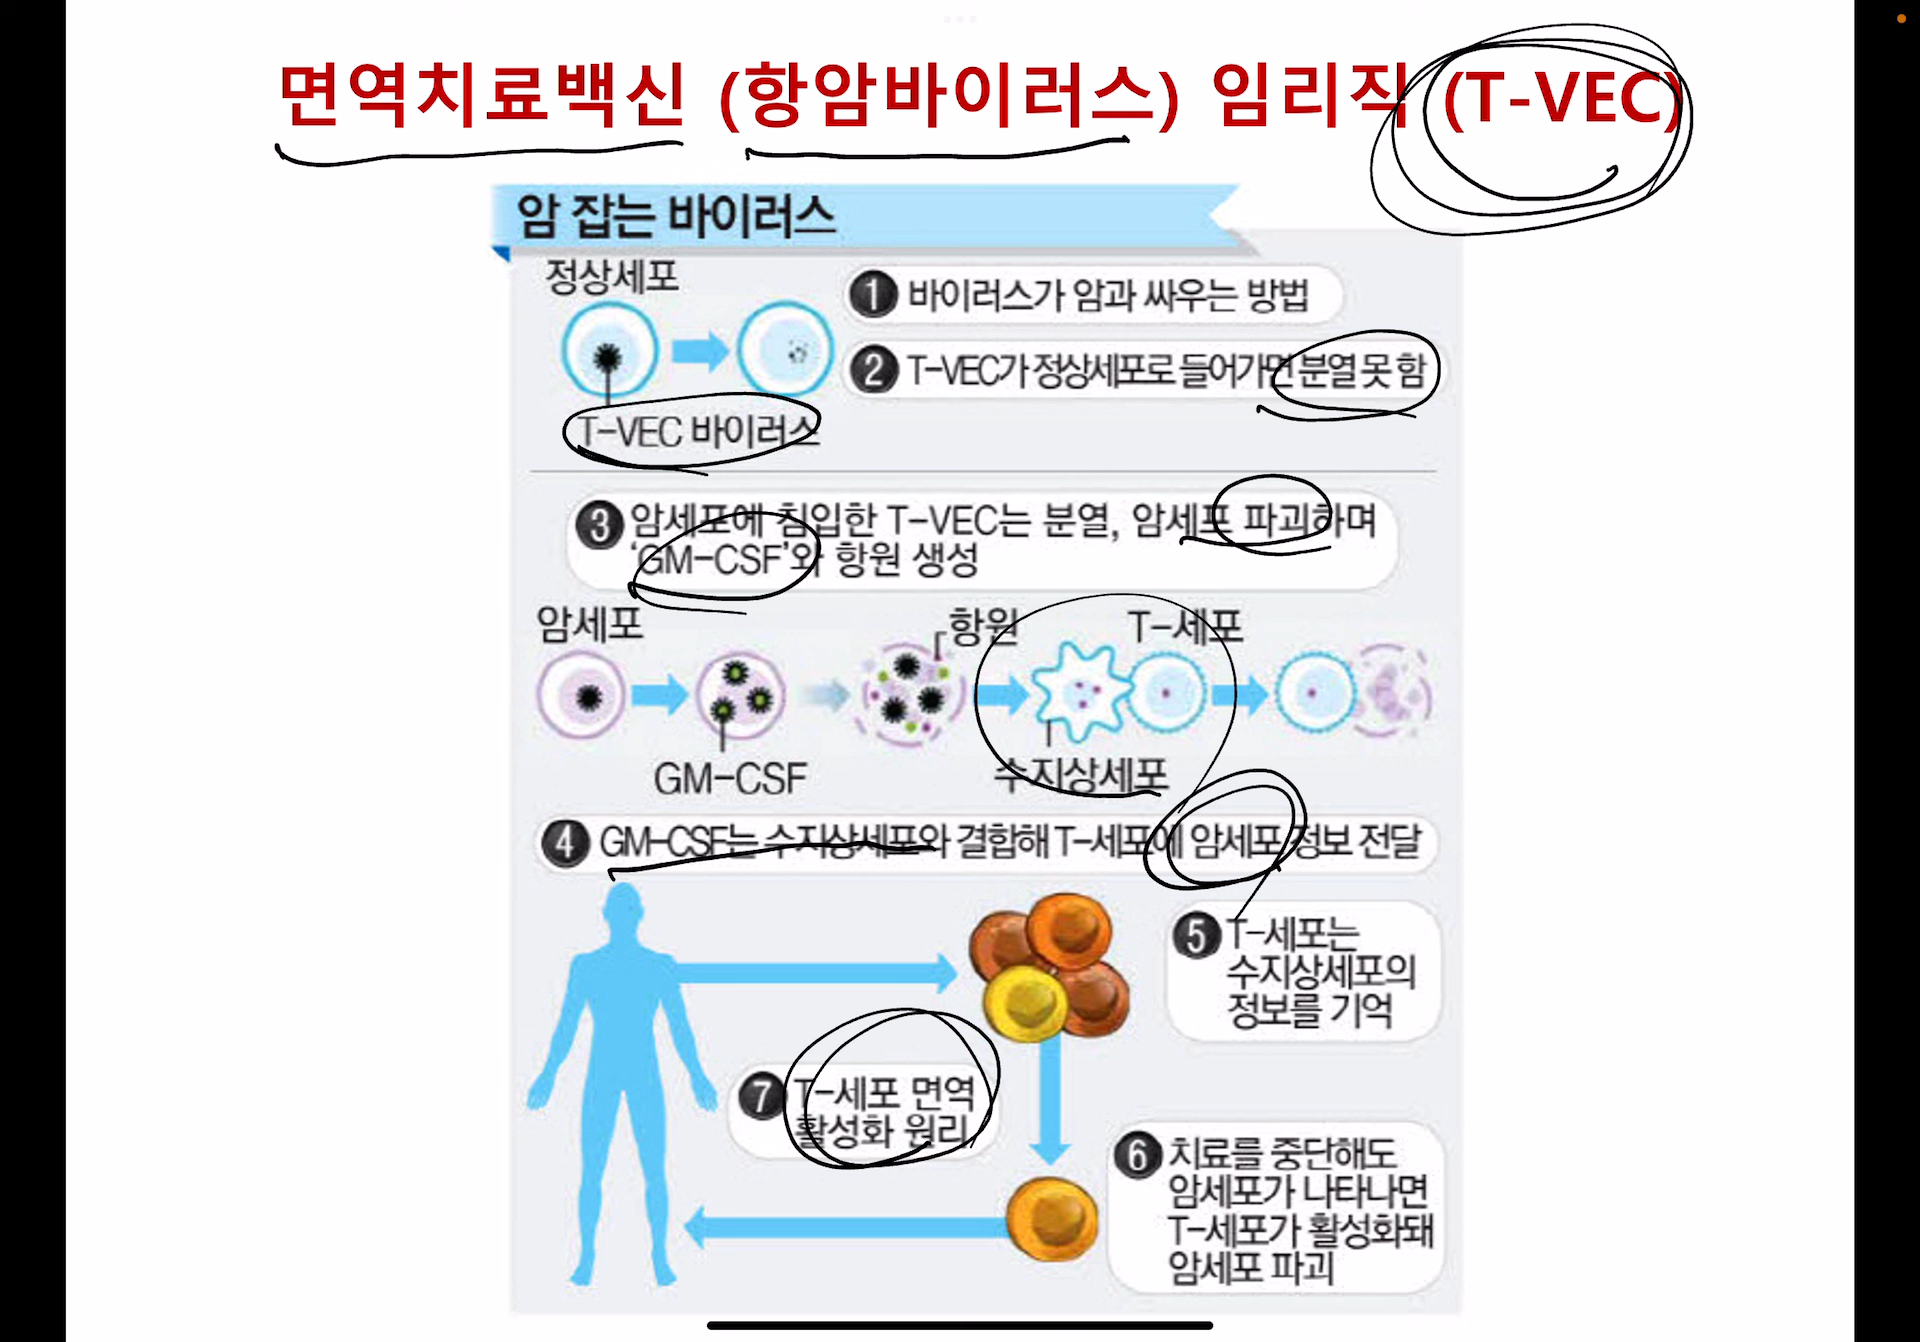 면역치료백신 (항암바이러스) 임리직 (T-VEC)
암 잡는 바이러스
정상세포
1 바이러스가 암과 싸우는 방법
2 T-VEC가 정상세포로 들어가면 분열 못 함
T-VEC 바이러스
3 암세포에 침입한 T-VEC는 분열, 암세포 파괴하며
'GM-CSF'와 항원 생성
암세포
항원
T-세포
GM-CSF
수지상세포
4 GM-CSF는 수지상세포와 결합해 T-세포에 암세포 정보 전달
5 T-세포는
수지상세포의
정보를 기억
7 T-세포 면역
활성화 원리
6 치료를 중단해도
암세포가 나타나면
T-세포가 활성화돼
암세포 파괴